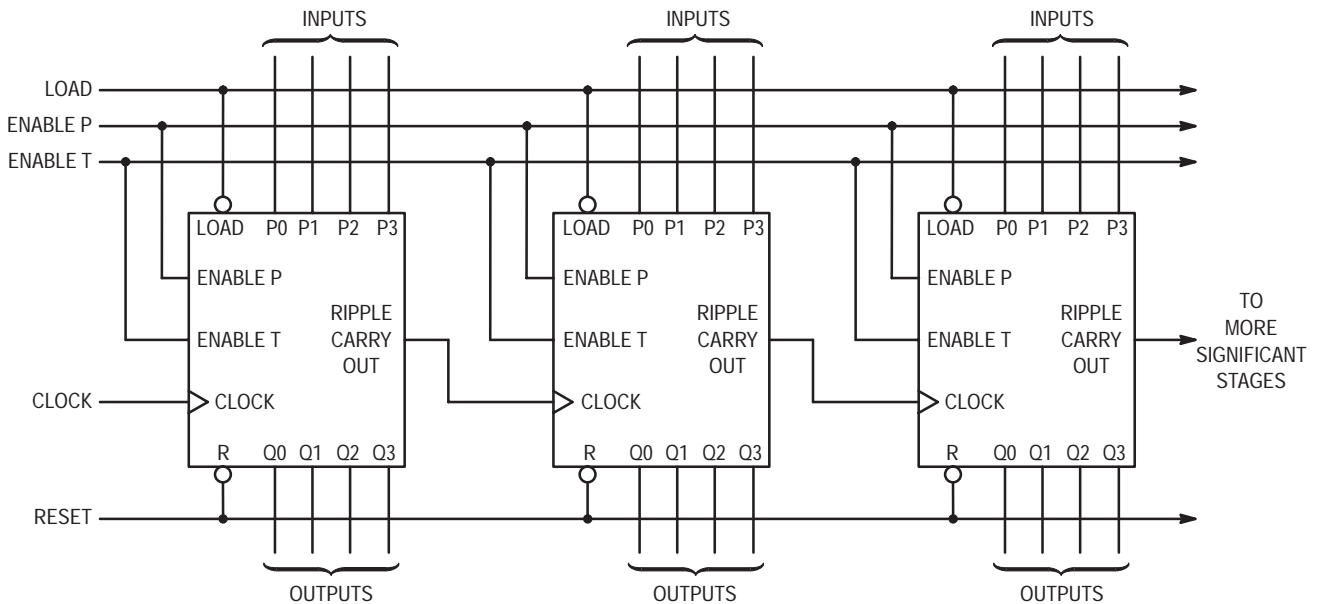 INPUTS
INPUTS
INPUTS
LOAD
ENABLE P
ENABLE T
LOAD P0 P1 P2 P3
ENABLE P
RIPPLE
ENABLE T CARRY
OUT
CLOCK
CLOCK
R Q0 Q1 Q2 Q3
LOAD P0 P1 P2 P3
ENABLE P
RIPPLE
ENABLE T CARRY
OUT
CLOCK
R Q0 Q1 Q2 Q3
LOAD P0 P1 P2 P3
ENABLE P
RIPPLE
ENABLE T CARRY
OUT
CLOCK
R Q0 Q1 Q2 Q3
TO
MORE
SIGNIFICANT
STAGES
RESET
OUTPUTS
OUTPUTS
OUTPUTS